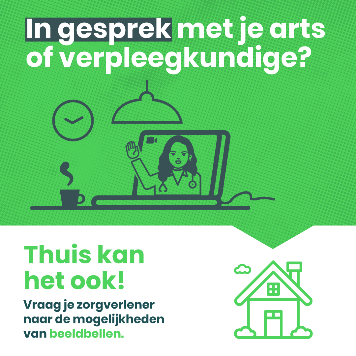 In gesprek met je arts
of verpleegkundige?
Thuis kan
het ook!
Vraag je zorgverlener
naar de mogelijkheden
van beeldbellen.